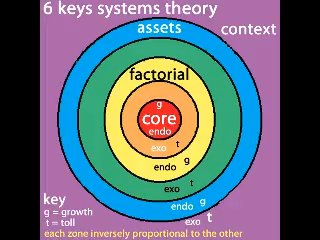 6 keys systems theory
assets
context
factorial
g
core
endo
exo t
endo g
exo t
endo g
exo t
key
g = growth
t = toll
each zone inversely proportional to the other